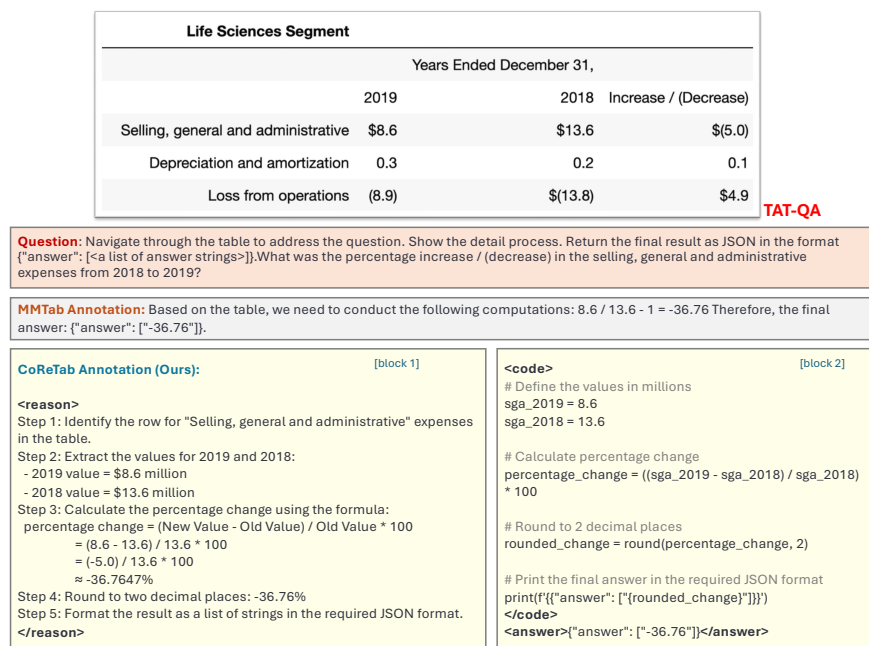 Life Sciences Segment
Years Ended December 31,
2019 2018 Increase / (Decrease)
Selling, general and administrative $8.6 $13.6 $(5.0)
Depreciation and amortization 0.3 0.2 0.1
Loss from operations (8.9) $(13.8) $4.9
TAT-QA
Question: Navigate through the table to address the question. Show the detail process. Return the final result as JSON in the format
{"answer": [<a list of answer strings>]}.What was the percentage increase / (decrease) in the selling, general and administrative
expenses from 2018 to 2019?
MMTab Annotation: Based on the table, we need to conduct the following computations: 8.6 / 13.6 - 1 = -36.76 Therefore, the final
answer: {"answer": ["-36.76"]}.
CoReTab Annotation (Ours): [block 1]
<reason>
Step 1: Identify the row for "Selling, general and administrative" expenses
in the table.
Step 2: Extract the values for 2019 and 2018:
- 2019 value = $8.6 million
- 2018 value = $13.6 million
Step 3: Calculate the percentage change using the formula:
percentage change = (New Value - Old Value) / Old Value * 100
= (8.6 - 13.6) / 13.6 * 100
= (-5.0) / 13.6 * 100
≈ -36.7647%
Step 4: Round to two decimal places: -36.76%
Step 5: Format the result as a list of strings in the required JSON format.
</reason>
<code> [block 2]
# Define the values in millions
sga_2019 = 8.6
sga_2018 = 13.6
# Calculate percentage change
percentage_change = ((sga_2019 - sga_2018) / sga_2018)
* 100
# Round to 2 decimal places
rounded_change = round(percentage_change, 2)
# Print the final answer in the required JSON format
print(f'{{"answer": ["{rounded_change}"]}}')
</code>
<answer>{"answer": ["-36.76"]}</answer>